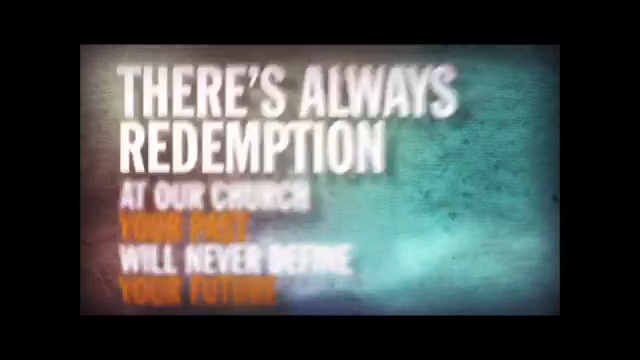 THERE'S ALWAYS
REDEMPTION
AT OUR CHURCH
YOUR PAST
WILL NEVER DEFINE
YOUR FUTURE